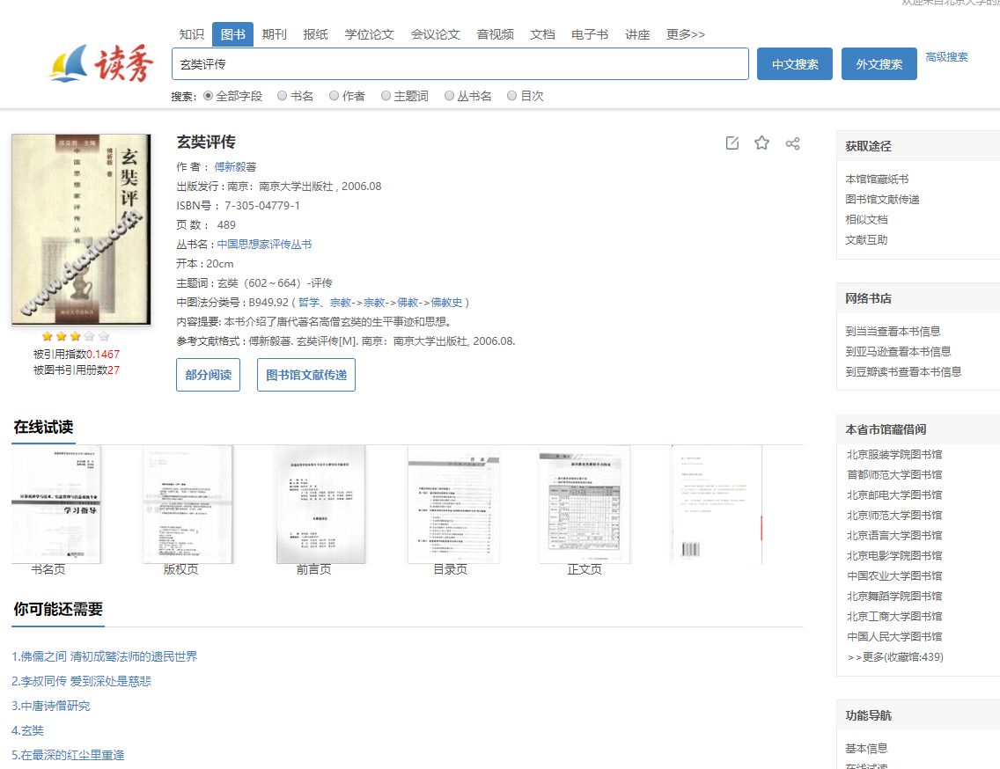 欢迎来自北京大学的
知识 图书 期刊 报纸 学位论文 会议论文 音视频 文档 电子书 讲座 更多>>
读秀
玄奘评传
中文搜索 外文搜索 高级搜索
搜索: 全部字段 书名 作者 主题词 丛书名 目次
匡亚明 主编
中国思想家评传丛书
傅新毅 著
玄奘评传
www.duxiu.com
南京大学出版社
被引用指数0.1467
被图书引用册数27
玄奘评传
作 者 : 傅新毅著
出版发行 : 南京：南京大学出版社 , 2006.08
ISBN号 : 7-305-04779-1
页 数 : 489
丛书名 : 中国思想家评传丛书
开本 : 20cm
主题词 : 玄奘（602～664）-评传
中图法分类号 : B949.92 ( 哲学、宗教->宗教->佛教->佛教史 )
内容提要: 本书介绍了唐代著名高僧玄奘的生平事迹和思想。
参考文献格式 : 傅新毅著. 玄奘评传[M]. 南京：南京大学出版社, 2006.08.
部分阅读 图书馆文献传递
在线试读
学习指导
目录
书名页 版权页 前言页 目录页 正文页
你可能还需要
1.佛儒之间 清初成鹫法师的遗民世界
2.李叔同传 爱到深处是慈悲
3.中唐诗僧研究
4.玄奘
5.在最深的红尘里重逢
获取途径
本馆馆藏纸书
图书馆文献传递
相似文档
文献互助
网络书店
到当当查看本书信息
到亚马逊查看本书信息
到豆瓣读书查看本书信息
本省市馆藏借阅
北京服装学院图书馆
首都师范大学图书馆
北京邮电大学图书馆
北京师范大学图书馆
北京语言大学图书馆
北京电影学院图书馆
中国农业大学图书馆
北京舞蹈学院图书馆
北京工商大学图书馆
中国人民大学图书馆
>>更多(收藏馆:439)
功能导航
基本信息
在线试读